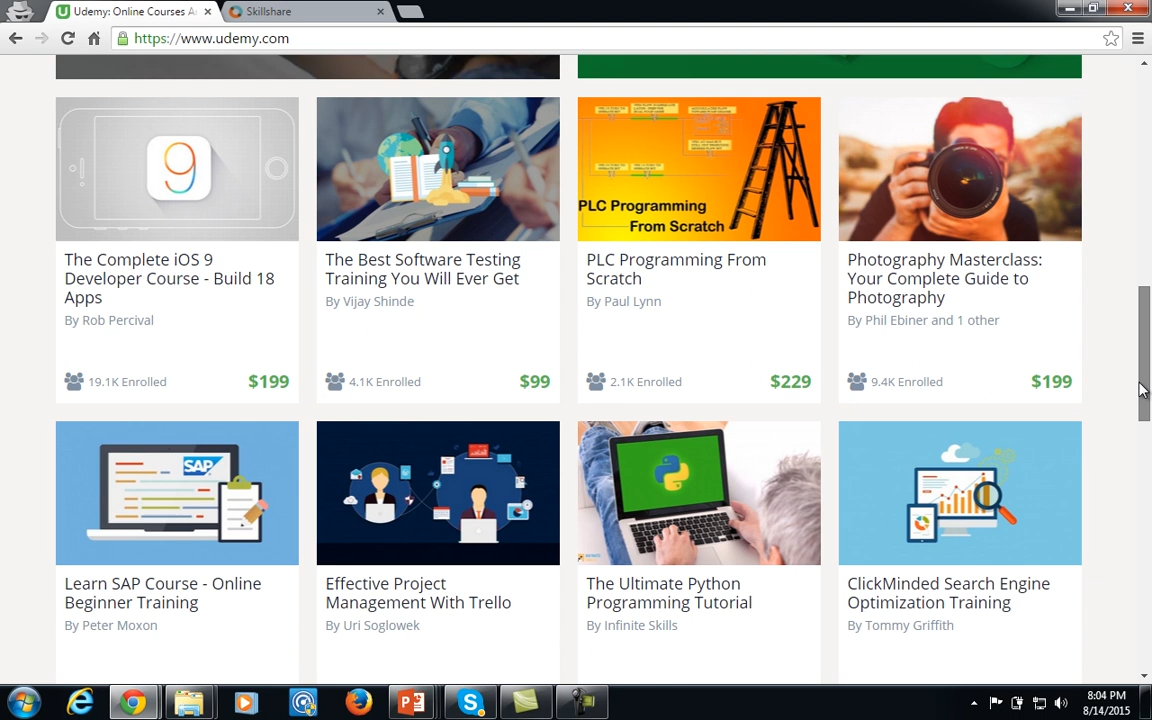 Udemy: Online Courses A
Skillshare
https://www.udemy.com
9
PLC Programming
From Scratch
The Complete iOS 9
Developer Course - Build 18
Apps
By Rob Percival
19.1K Enrolled
$199
The Best Software Testing
Training You Will Ever Get
By Vijay Shinde
4.1K Enrolled
$99
PLC Programming From
Scratch
By Paul Lynn
2.1K Enrolled
$229
Photography Masterclass:
Your Complete Guide to
Photography
By Phil Ebiner and 1 other
9.4K Enrolled
$199
SAP
Learn SAP Course - Online
Beginner Training
By Peter Moxon
Effective Project
Management With Trello
By Uri Soglowek
The Ultimate Python
Programming Tutorial
By Infinite Skills
ClickMinded Search Engine
Optimization Training
By Tommy Griffith
8:04 PM
8/14/2015